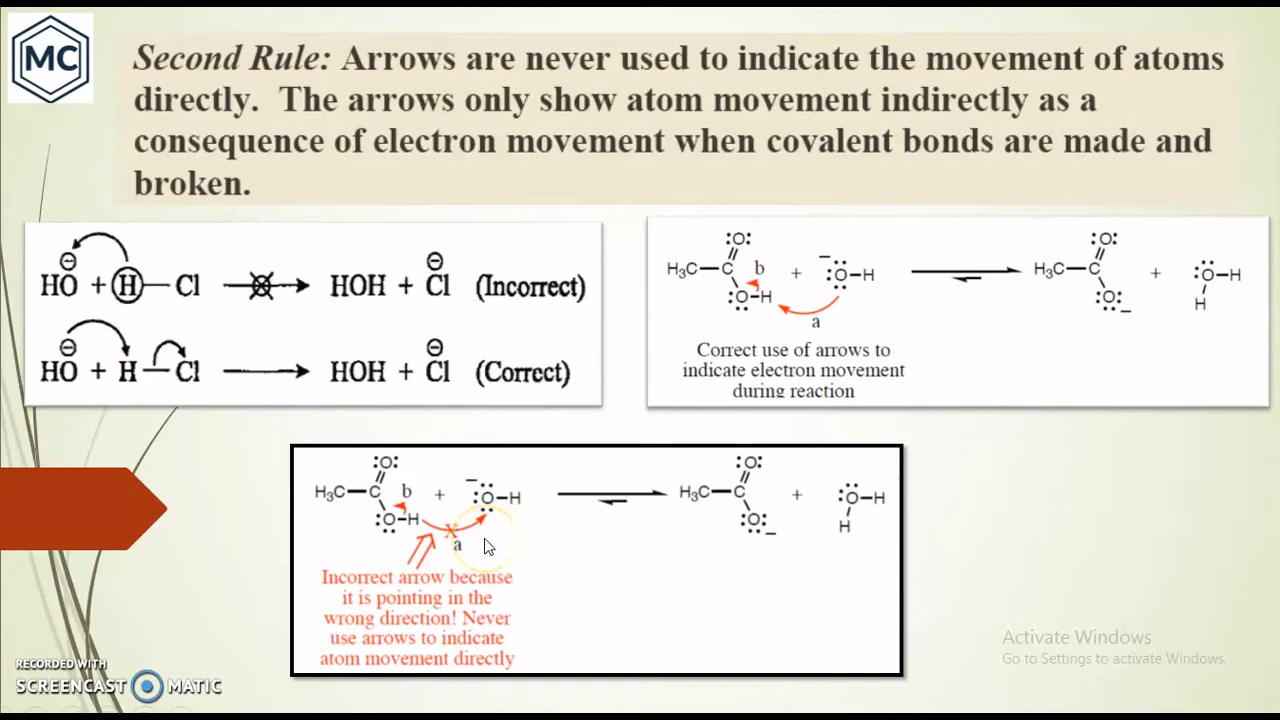 MC
Second Rule: Arrows are never used to indicate the movement of atoms
directly. The arrows only show atom movement indirectly as a
consequence of electron movement when covalent bonds are made and
broken.
HO + H — Cl HOH + Cl (Incorrect)
HO + H — Cl HOH + Cl (Correct)
:O:
H₃C—C b + :O—H
:O—H
a
:O:
H₃C—C + :O—H
:O: H
Correct use of arrows to
indicate electron movement
during reaction
:O:
H₃C—C b + :O—H
:O—H
X
a
:O:
H₃C—C + :O—H
:O: H
Incorrect arrow because
it is pointing in the
wrong direction! Never
use arrows to indicate
atom movement directly
Activate Windows
Go to Settings to activate Windows.
RECORDED WITH
SCREENCAST MATIC